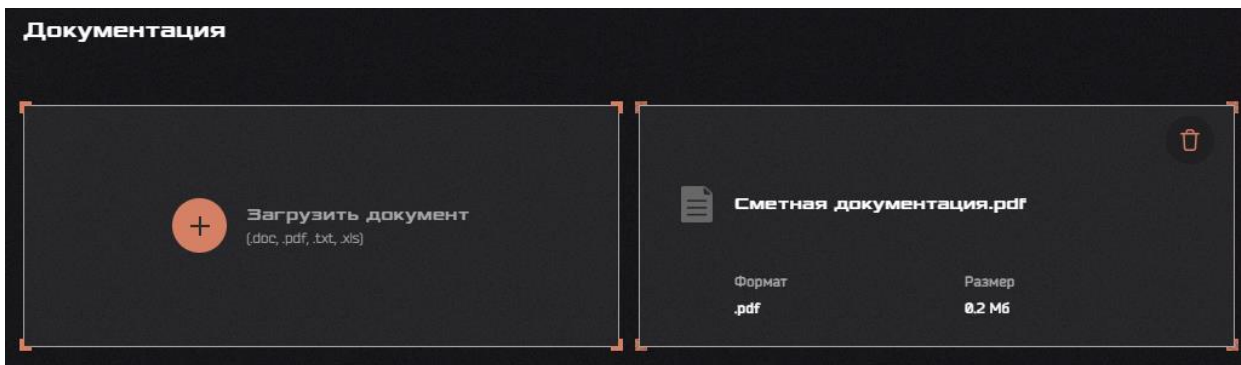 Документация
Загрузить документ
(.doc, .pdf, .txt, .xls)
Сметная документация.pdf
Формат
Размер
.pdf
0.2 Мб